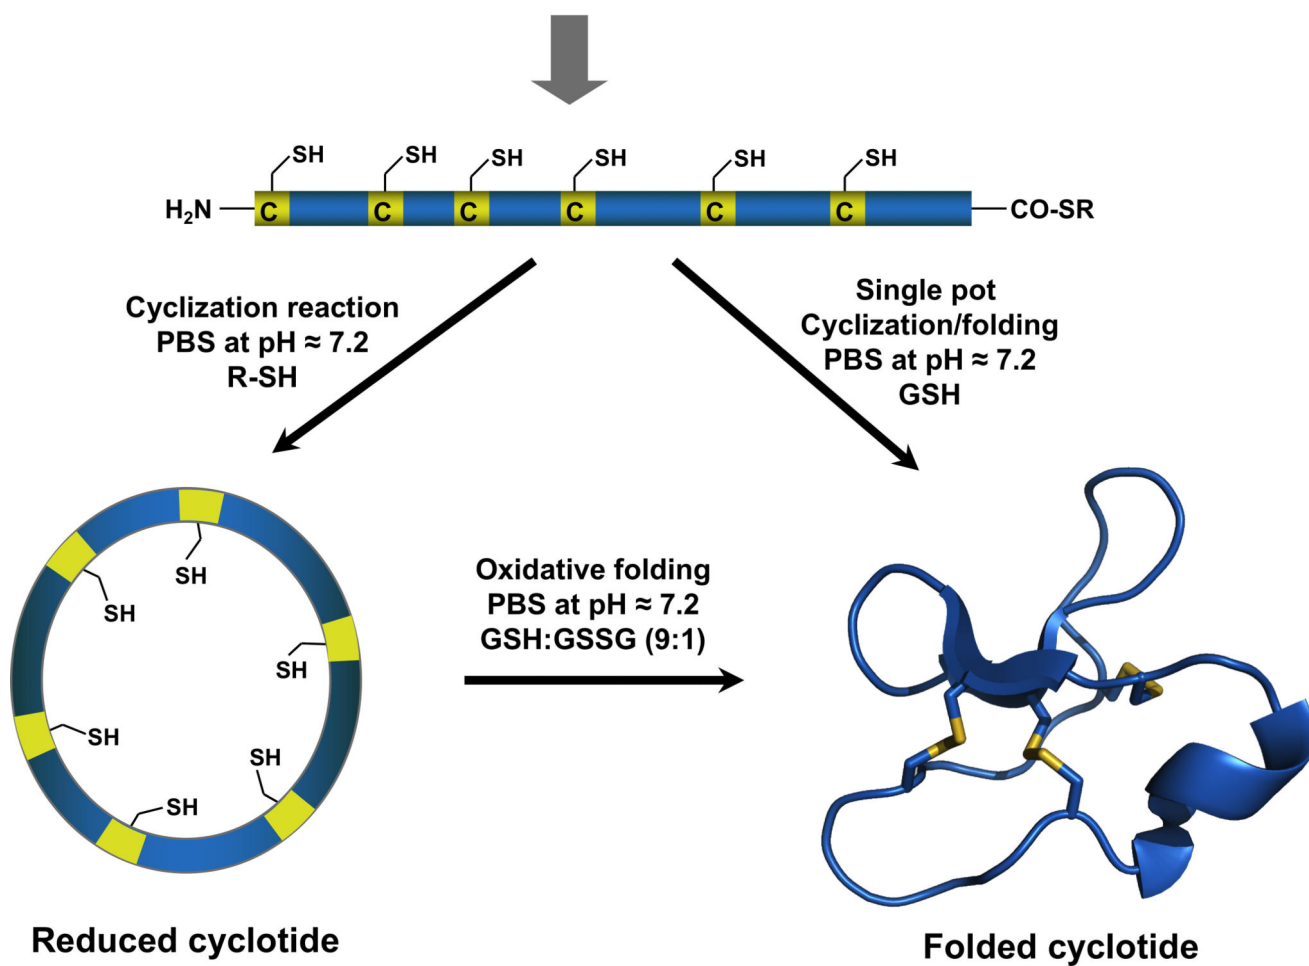 SH SH SH SH SH SH
H₂N C C C C C C CO-SR
Cyclization reaction
PBS at pH ≈ 7.2
R-SH
Single pot
Cyclization/folding
PBS at pH ≈ 7.2
GSH
SH
SH
SH
SH
SH
SH
Oxidative folding
PBS at pH ≈ 7.2
GSH:GSSG (9:1)
Reduced cyclotide
Folded cyclotide